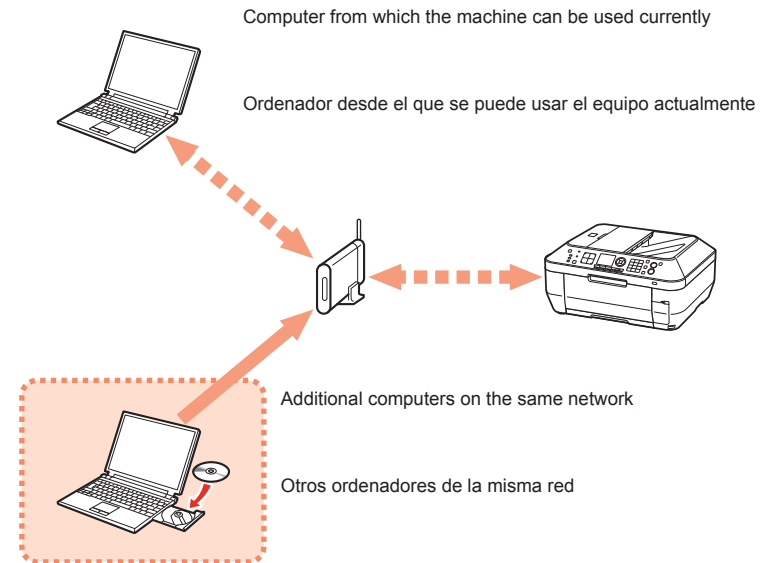 Computer from which the machine can be used currently
Ordenador desde el que se puede usar el equipo actualmente
Additional computers on the same network
Otros ordenadores de la misma red